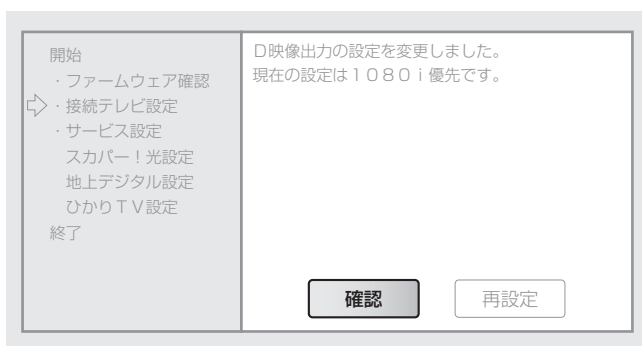 開始
・ファームウェア確認
・接続テレビ設定
・サービス設定
スカパー！光設定
地上デジタル設定
ひかりＴＶ設定
終了
Ｄ映像出力の設定を変更しました。
現在の設定は１０８０ｉ優先です。
確認
再設定